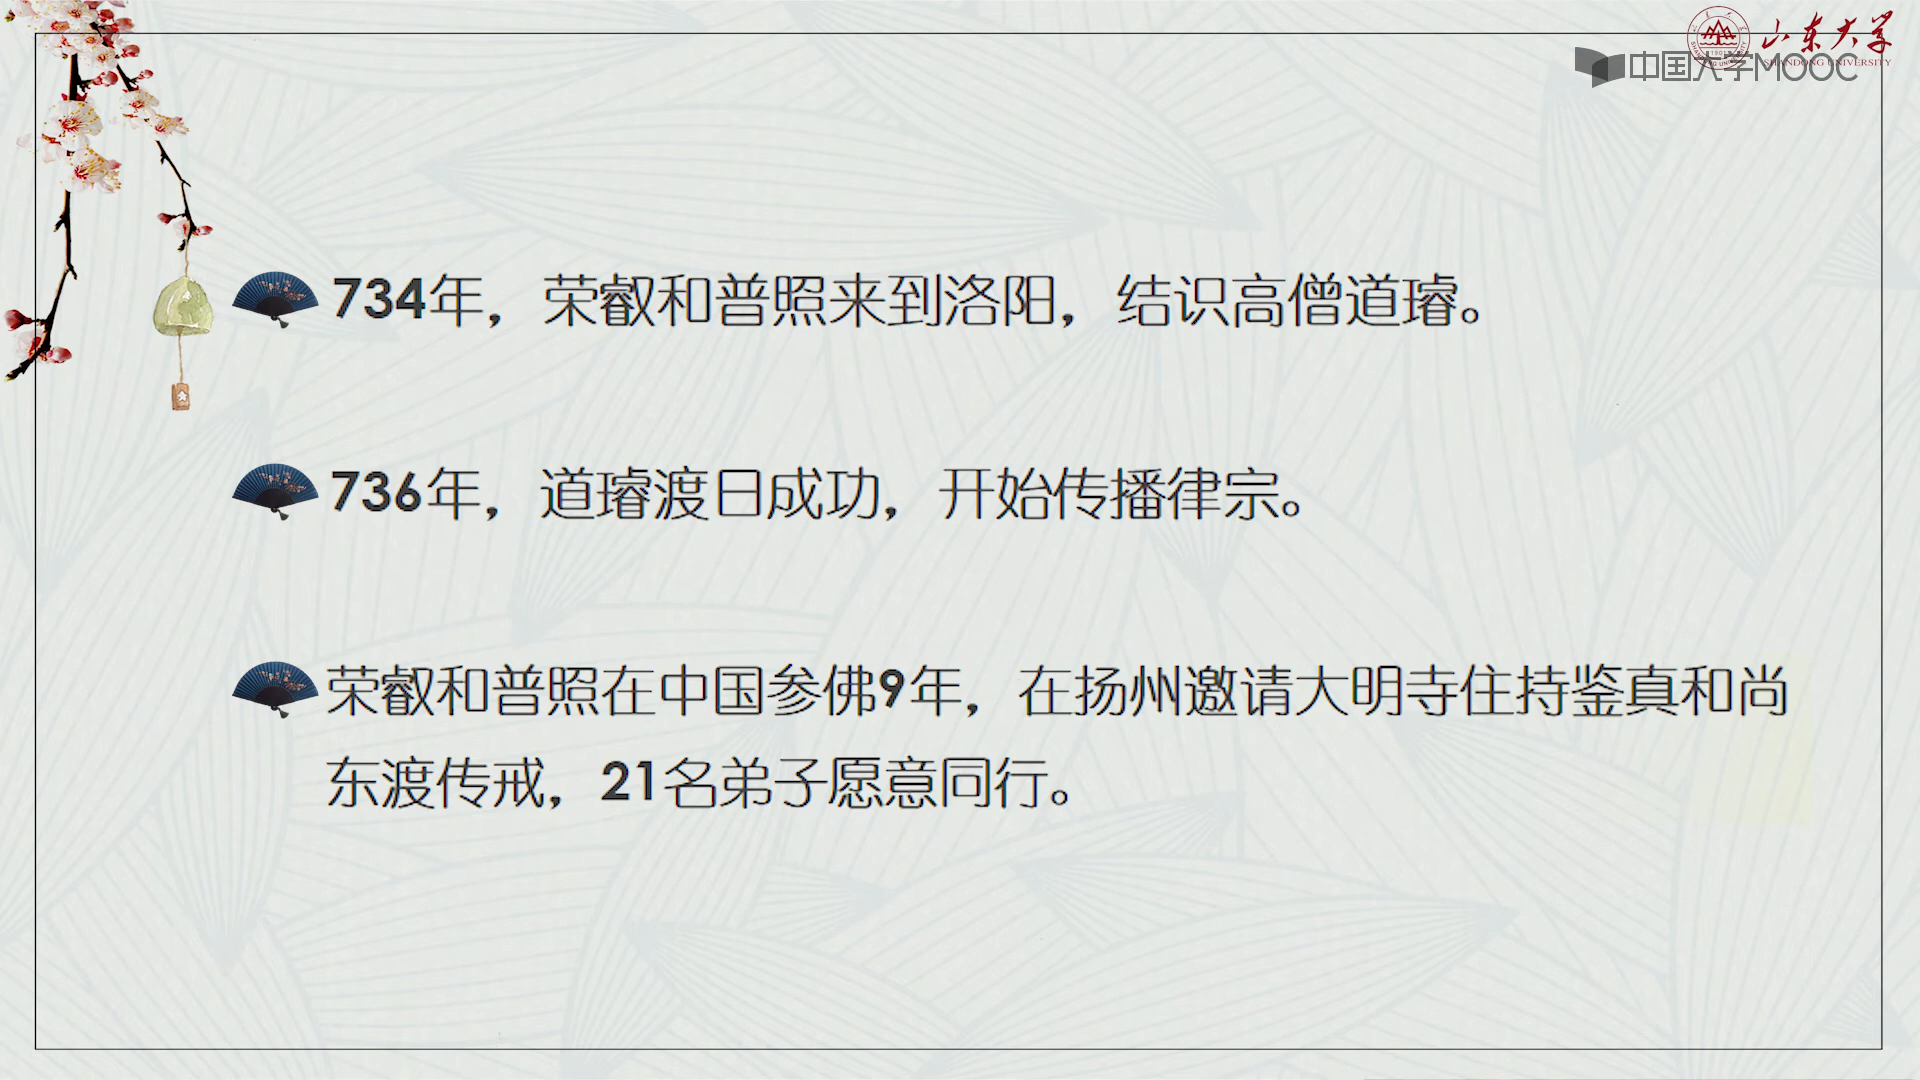 山东大学
SHANDONG UNIVERSITY
中国大学MOOC
734年，荣叡和普照来到洛阳，结识高僧道璿。
736年，道璿渡日成功，开始传播律宗。
荣叡和普照在中国参佛9年，在扬州邀请大明寺住持鉴真和尚
东渡传戒，21名弟子愿意同行。